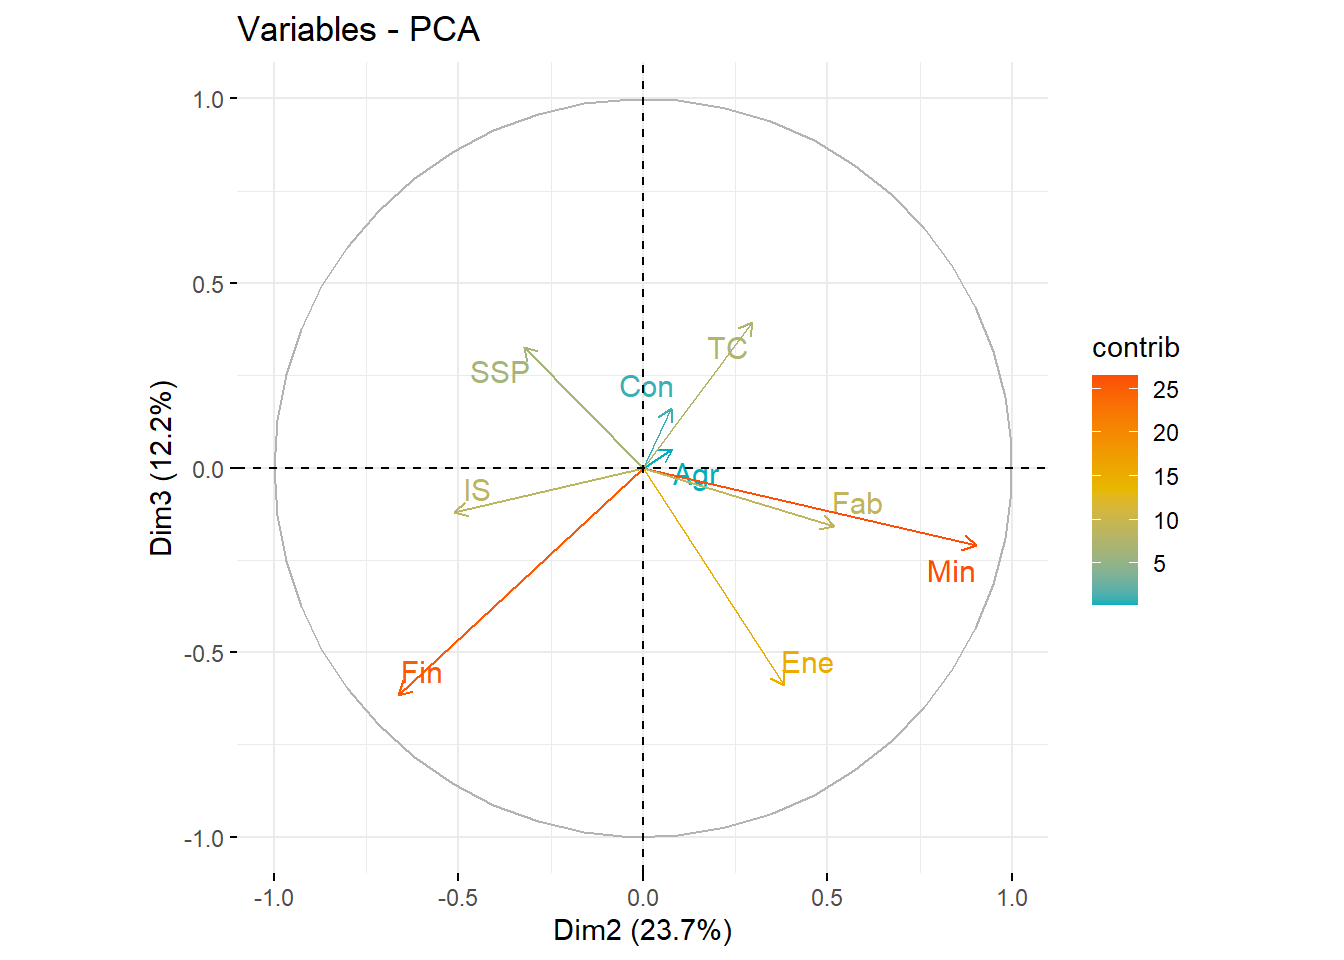 Variables - PCA
1.0
0.5
0.0
-0.5
-1.0
Dim3 (12.2%)
TC
SSP
Con
Agr
IS
Fab
Min
Ene
Fin
-1.0
-0.5
0.0
0.5
1.0
Dim2 (23.7%)
contrib
25
20
15
10
5